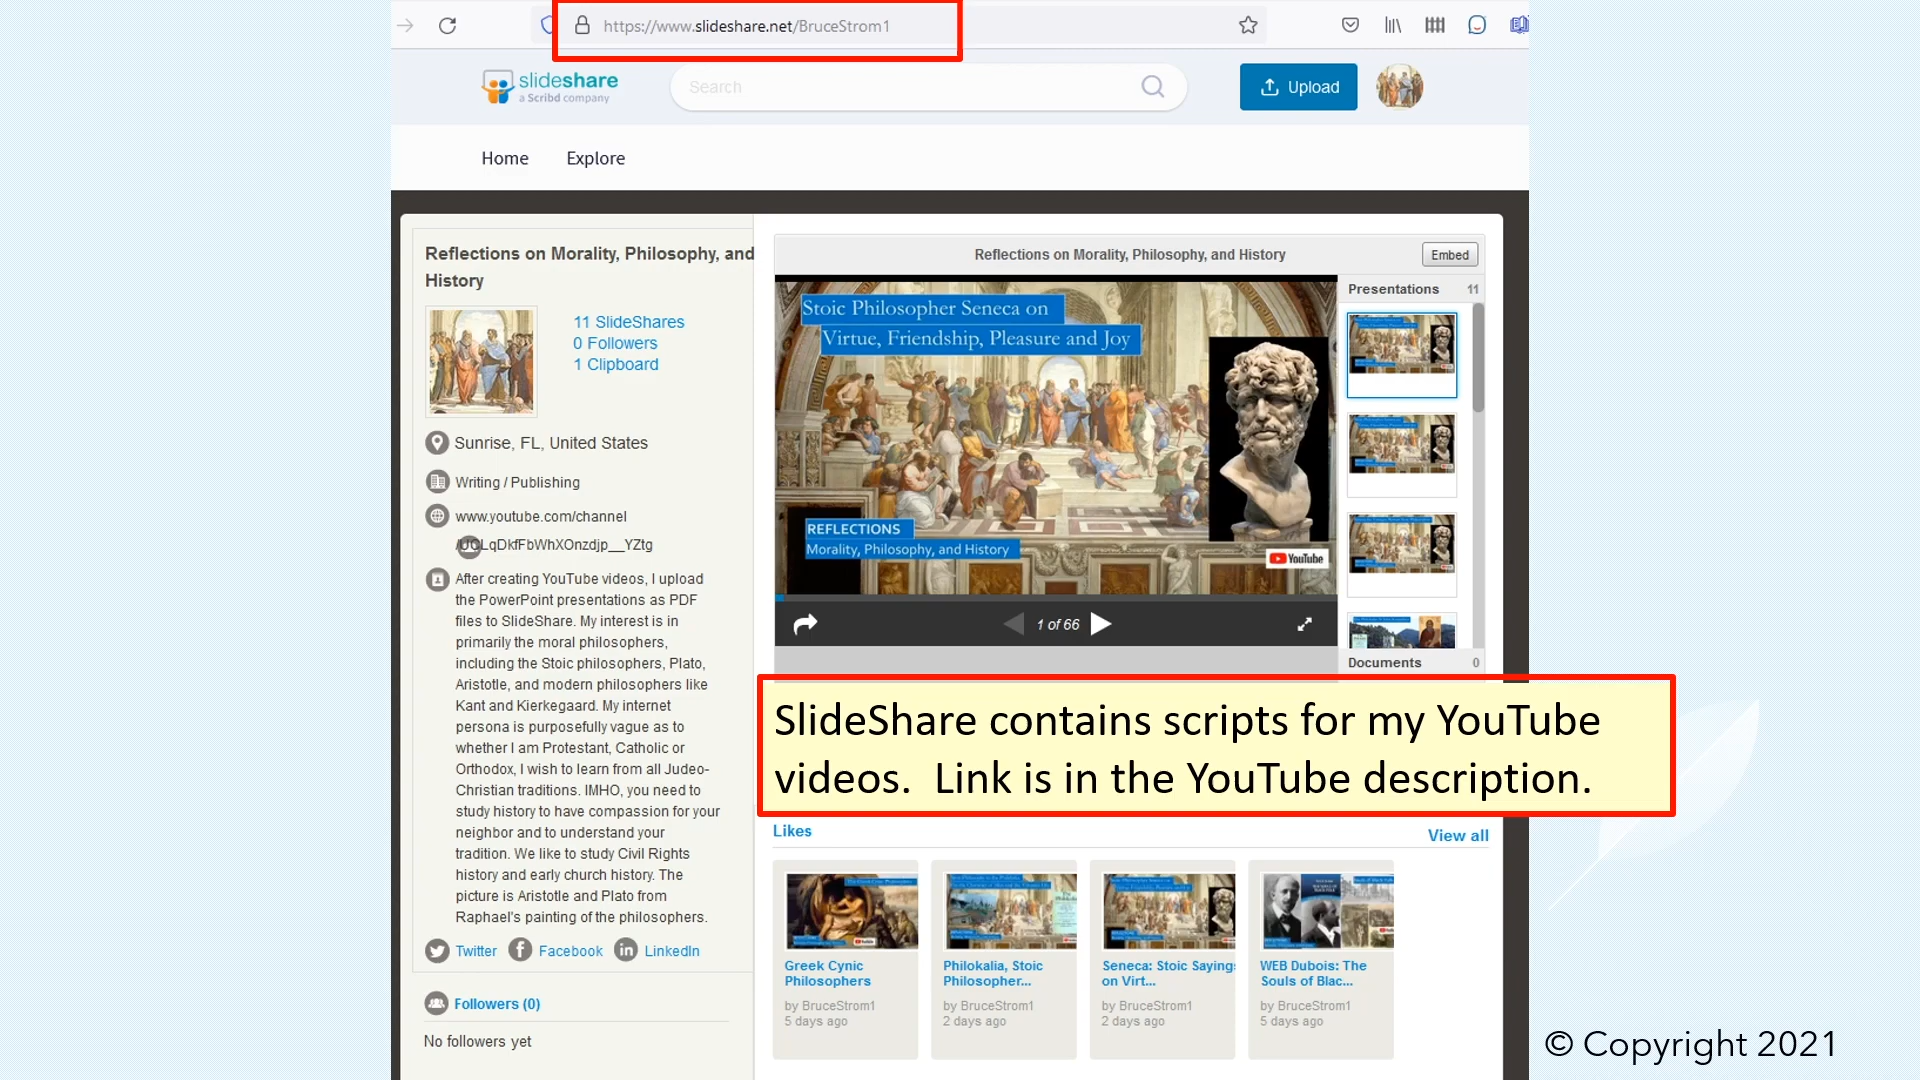 https://www.slideshare.net/BruceStrom1
slideshare
a Scribd company
Search
Upload
Home
Explore
Reflections on Morality, Philosophy, and
History
11 SlideShares
0 Followers
1 Clipboard
Sunrise, FL, United States
Writing / Publishing
www.youtube.com/channel
/UCLqDkfFbWhXOnzdjp__YZtg
After creating YouTube videos, I upload
the PowerPoint presentations as PDF
files to SlideShare. My interest is in
primarily the moral philosophers,
including the Stoic philosophers, Plato,
Aristotle, and modern philosophers like
Kant and Kierkegaard. My internet
persona is purposefully vague as to
whether I am Protestant, Catholic or
Orthodox, I wish to learn from all Judeo-
Christian traditions. IMHO, you need to
study history to have compassion for your
neighbor and to understand your
tradition. We like to study Civil Rights
history and early church history. The
picture is Aristotle and Plato from
Raphael's painting of the philosophers.
Twitter
Facebook
LinkedIn
Followers (0)
No followers yet
Reflections on Morality, Philosophy, and History
Embed
Stoic Philosopher Seneca on
Virtue, Friendship, Pleasure and Joy
REFLECTIONS
Morality, Philosophy, and History
YouTube
1 of 66
Presentations 11
Documents 0
SlideShare contains scripts for my YouTube
videos. Link is in the YouTube description.
Likes
View all
Greek Cynic
Philosophers
by BruceStrom1
5 days ago
Philokalia, Stoic
Philosopher...
by BruceStrom1
2 days ago
Seneca: Stoic Sayings
on Virt...
by BruceStrom1
2 days ago
WEB Dubois: The
Souls of Blac...
by BruceStrom1
5 days ago
© Copyright 2021